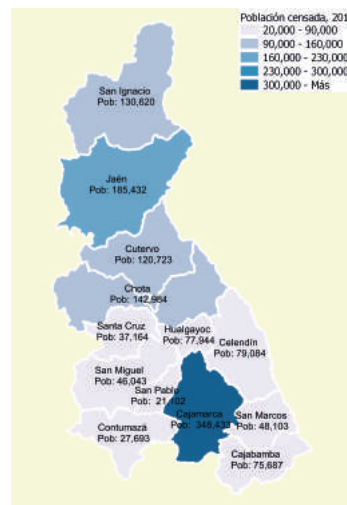 Población censada, 201
20,000 - 90,000
90,000 - 160,000
160,000 - 230,000
230,000 - 300,000
300,000 - Más
San Ignacio
Pob: 130,620
Jaén
Pob: 185,432
Cutervo
Pob: 120,723
Chota
Pob: 142,984
Santa Cruz
Pob: 37,164
Hualgayoc
Pob: 77,944
Celendín
Pob: 79,084
San Miguel
Pob: 46,043
San Pablo
Pob: 21,102
Cajamarca
Pob: 348,433
San Marcos
Pob: 48,103
Contumazá
Pob: 27,693
Cajabamba
Pob: 75,687